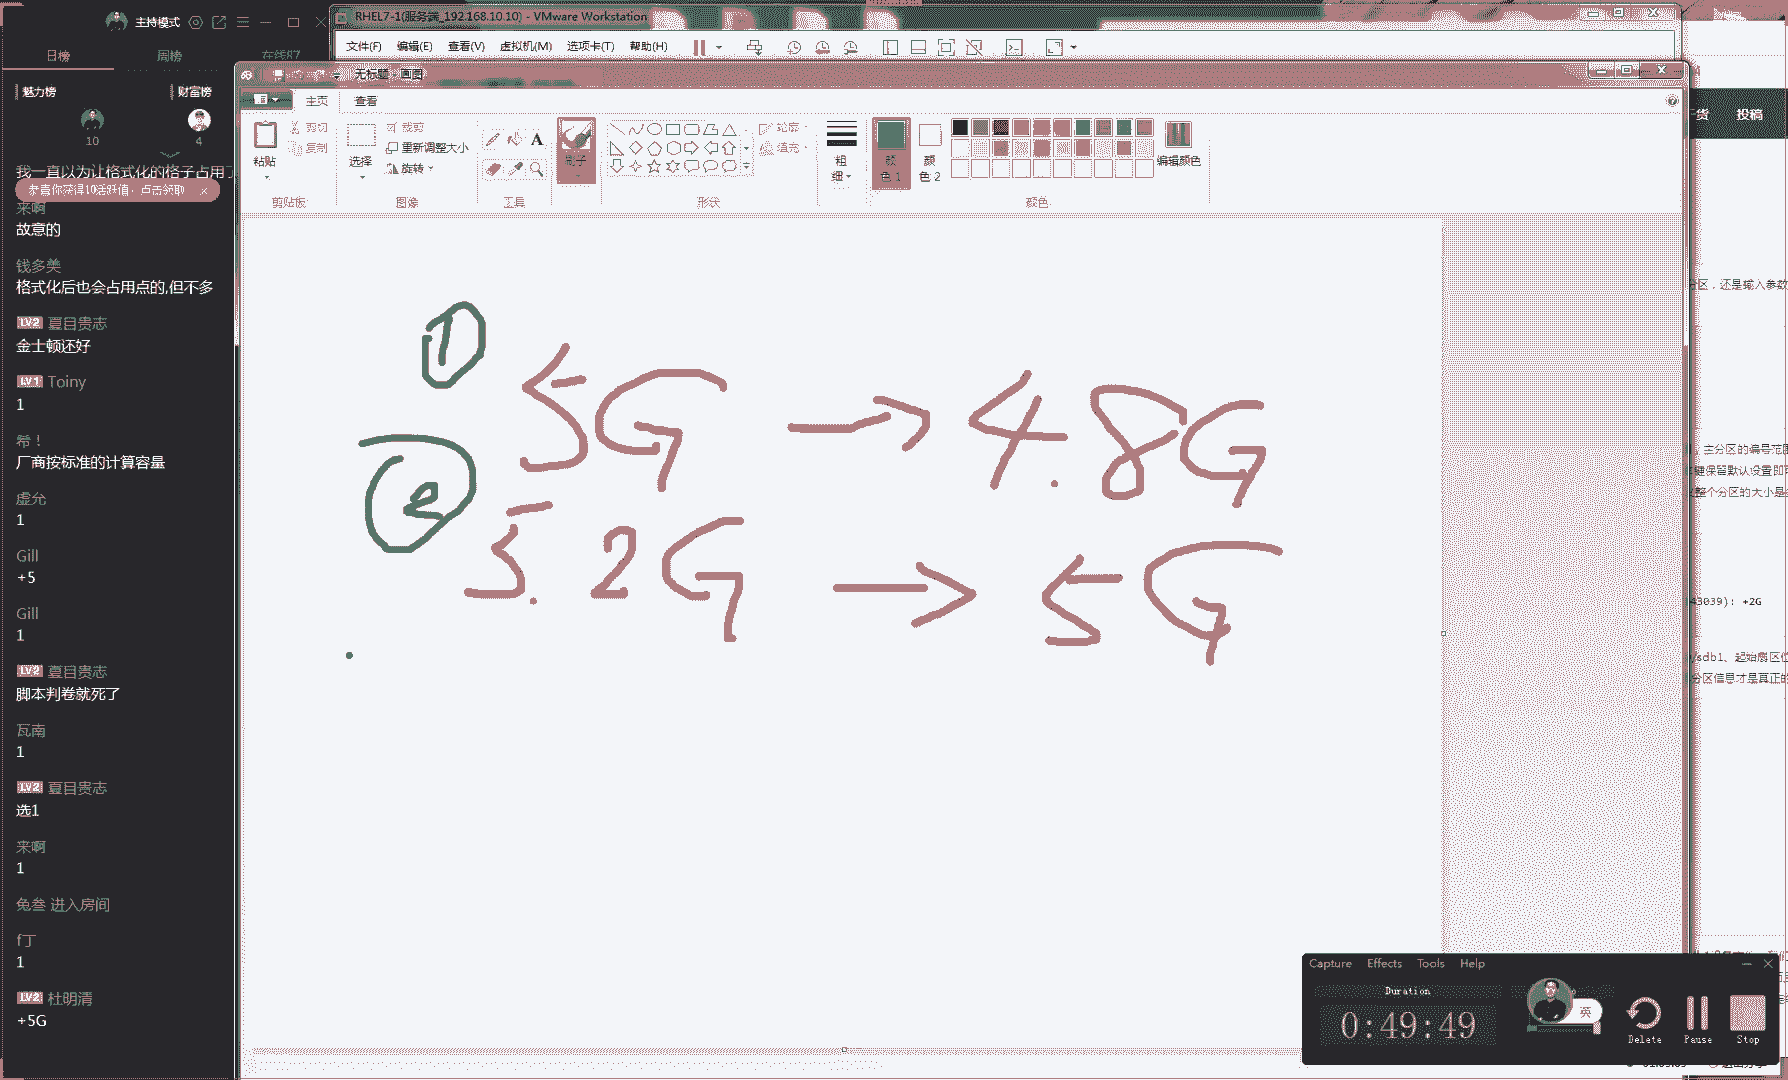 主持模式
RHEL7-1(服务端_192.168.10.10) - VMware Workstation
文件(F) 编辑(E) 查看(V) 虚拟机(M) 选项卡(T) 帮助(H)
日榜 周榜 在线87
无标题 - 画图
魅力榜 财富榜
10 4
主页 查看
货 投稿
粘贴 剪切 复制 选择 裁剪 重新调整大小 旋转 A 刷子 轮廓 填充 粗细 颜色 1 颜色 2 编辑颜色
剪贴板 图像 工具 形状 颜色
我一直以为让格式化的格子占用了
恭喜你获得10活跃值,点击领取
来啊
故意的
钱多美
格式化后也会占用点的,但不多
LV2 夏目贵志
金士顿还好
LV1 Toiny
1
希!
厂商按标准的计算容量
虚允
1
Gill
+5
Gill
1
LV2 夏目贵志
脚本判卷就死了
瓦南
1
LV2 夏目贵志
选1
来啊
1
兔叁 进入房间
f丁
1
LV2 杜明清
+5G
① 5G → 4.8G
② 5.2G → 5G
分区,还是输入参数
主分区的编号范围
键保留默认设置即可
整个分区的大小是
43039): +2G
/sdb1、起始扇区位
分区信息才是真正的
Capture Effects Tools Help
Duration
0:49:49
英
Delete Pause Stop